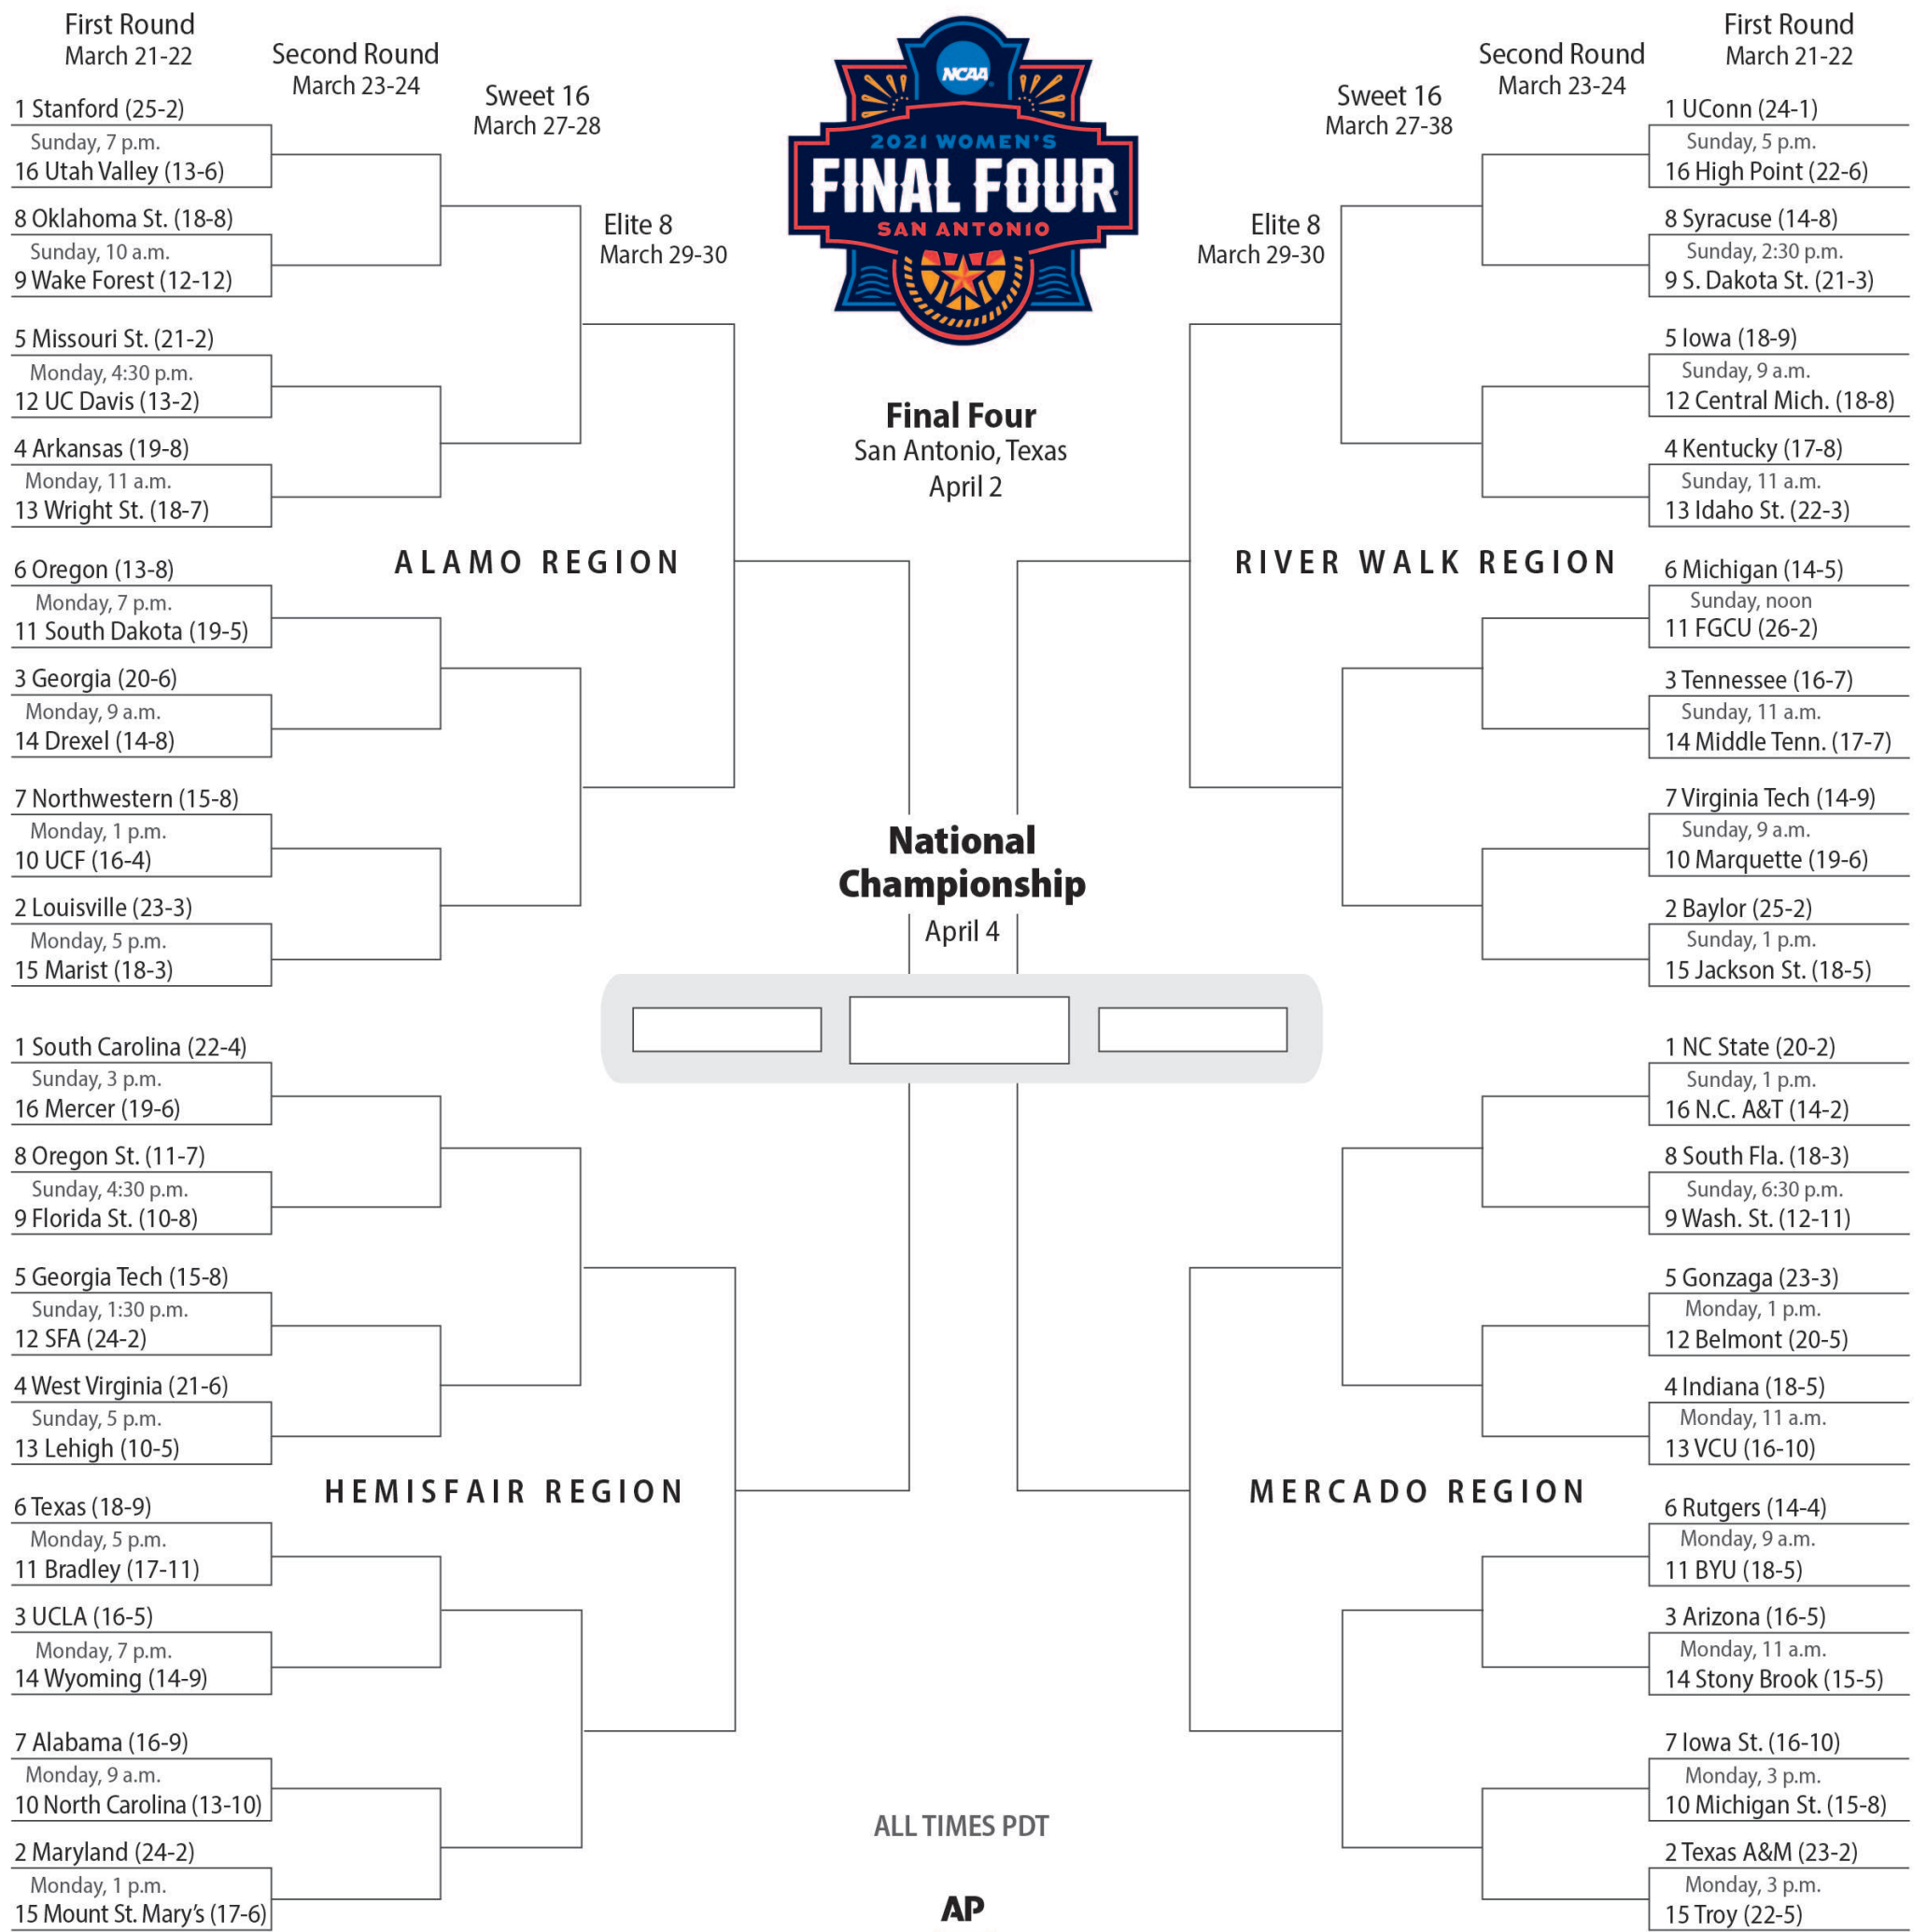 First Round
March 21-22
Second Round
March 23-24
Sweet 16
March 27-28
Elite 8
March 29-30
1 Stanford (25-2)
Sunday, 7 p.m.
16 Utah Valley (13-6)
8 Oklahoma St. (18-8)
Sunday, 10 a.m.
9 Wake Forest (12-12)
5 Missouri St. (21-2)
Monday, 4:30 p.m.
12 UC Davis (13-2)
4 Arkansas (19-8)
Monday, 11 a.m.
13 Wright St. (18-7)
ALAMO REGION
6 Oregon (13-8)
Monday, 7 p.m.
11 South Dakota (19-5)
3 Georgia (20-6)
Monday, 9 a.m.
14 Drexel (14-8)
7 Northwestern (15-8)
Monday, 1 p.m.
10 UCF (16-4)
2 Louisville (23-3)
Monday, 5 p.m.
15 Marist (18-3)
1 South Carolina (22-4)
Sunday, 3 p.m.
16 Mercer (19-6)
8 Oregon St. (11-7)
Sunday, 4:30 p.m.
9 Florida St. (10-8)
5 Georgia Tech (15-8)
Sunday, 1:30 p.m.
12 SFA (24-2)
4 West Virginia (21-6)
Sunday, 5 p.m.
13 Lehigh (10-5)
HEMISFAIR REGION
6 Texas (18-9)
Monday, 5 p.m.
11 Bradley (17-11)
3 UCLA (16-5)
Monday, 7 p.m.
14 Wyoming (14-9)
7 Alabama (16-9)
Monday, 9 a.m.
10 North Carolina (13-10)
2 Maryland (24-2)
Monday, 1 p.m.
15 Mount St. Mary's (17-6)
NCAA
2021 WOMEN'S
FINAL FOUR
SAN ANTONIO
Final Four
San Antonio, Texas
April 2
National
Championship
April 4
ALL TIMES PDT
AP
First Round
March 21-22
Second Round
March 23-24
Sweet 16
March 27-38
Elite 8
March 29-30
1 UConn (24-1)
Sunday, 5 p.m.
16 High Point (22-6)
8 Syracuse (14-8)
Sunday, 2:30 p.m.
9 S. Dakota St. (21-3)
5 Iowa (18-9)
Sunday, 9 a.m.
12 Central Mich. (18-8)
4 Kentucky (17-8)
Sunday, 11 a.m.
13 Idaho St. (22-3)
RIVER WALK REGION
6 Michigan (14-5)
Sunday, noon
11 FGCU (26-2)
3 Tennessee (16-7)
Sunday, 11 a.m.
14 Middle Tenn. (17-7)
7 Virginia Tech (14-9)
Sunday, 9 a.m.
10 Marquette (19-6)
2 Baylor (25-2)
Sunday, 1 p.m.
15 Jackson St. (18-5)
1 NC State (20-2)
Sunday, 1 p.m.
16 N.C. A&T (14-2)
8 South Fla. (18-3)
Sunday, 6:30 p.m.
9 Wash. St. (12-11)
5 Gonzaga (23-3)
Monday, 1 p.m.
12 Belmont (20-5)
4 Indiana (18-5)
Monday, 11 a.m.
13 VCU (16-10)
MERCADO REGION
6 Rutgers (14-4)
Monday, 9 a.m.
11 BYU (18-5)
3 Arizona (16-5)
Monday, 11 a.m.
14 Stony Brook (15-5)
7 Iowa St. (16-10)
Monday, 3 p.m.
10 Michigan St. (15-8)
2 Texas A&M (23-2)
Monday, 3 p.m.
15 Troy (22-5)